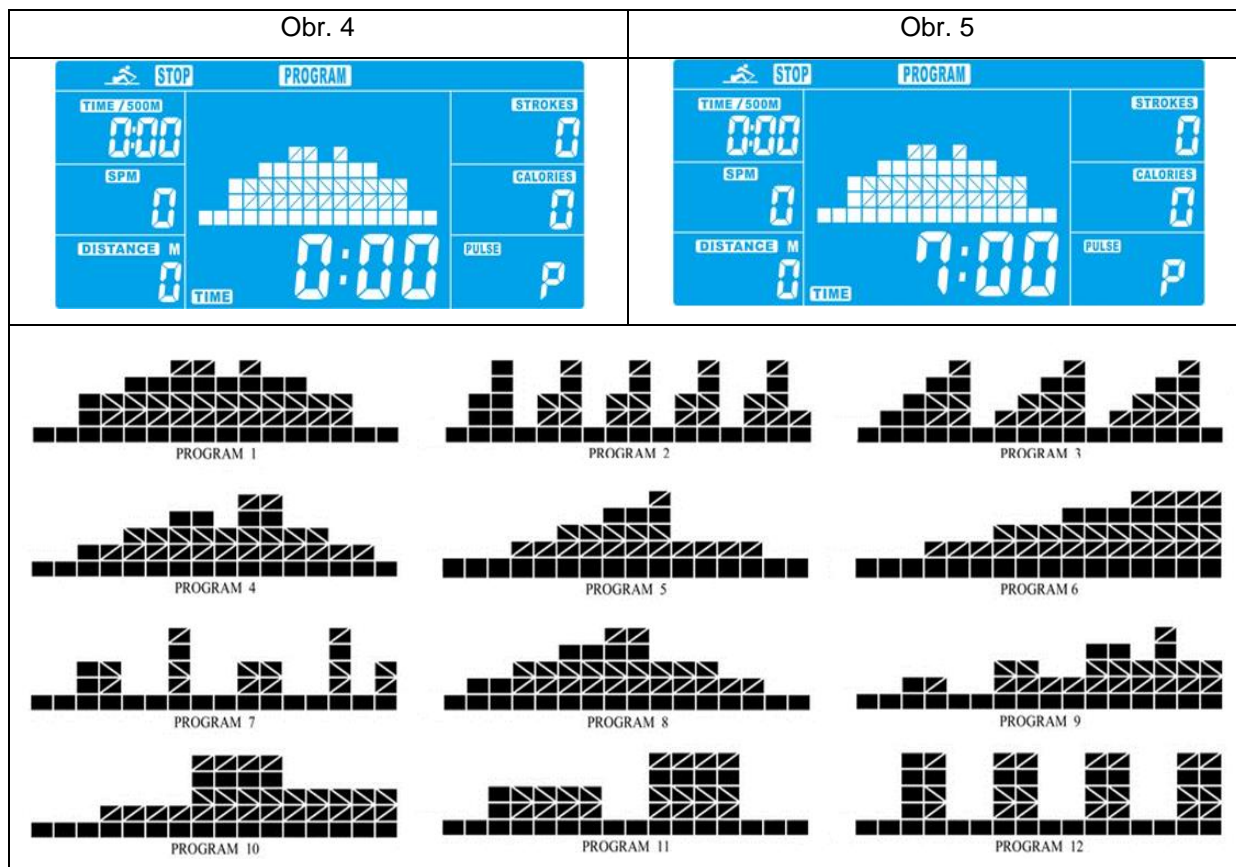 Obr. 4
Obr. 5
STOP PROGRAM
TIME / 500M
0:00
STROKES
0
SPM
0
CALORIES
0
DISTANCE M
0
TIME
0:00
PULSE
P
STOP PROGRAM
TIME / 500M
0:00
STROKES
0
SPM
0
CALORIES
0
DISTANCE M
0
TIME
7:00
PULSE
P
PROGRAM 1
PROGRAM 2
PROGRAM 3
PROGRAM 4
PROGRAM 5
PROGRAM 6
PROGRAM 7
PROGRAM 8
PROGRAM 9
PROGRAM 10
PROGRAM 11
PROGRAM 12